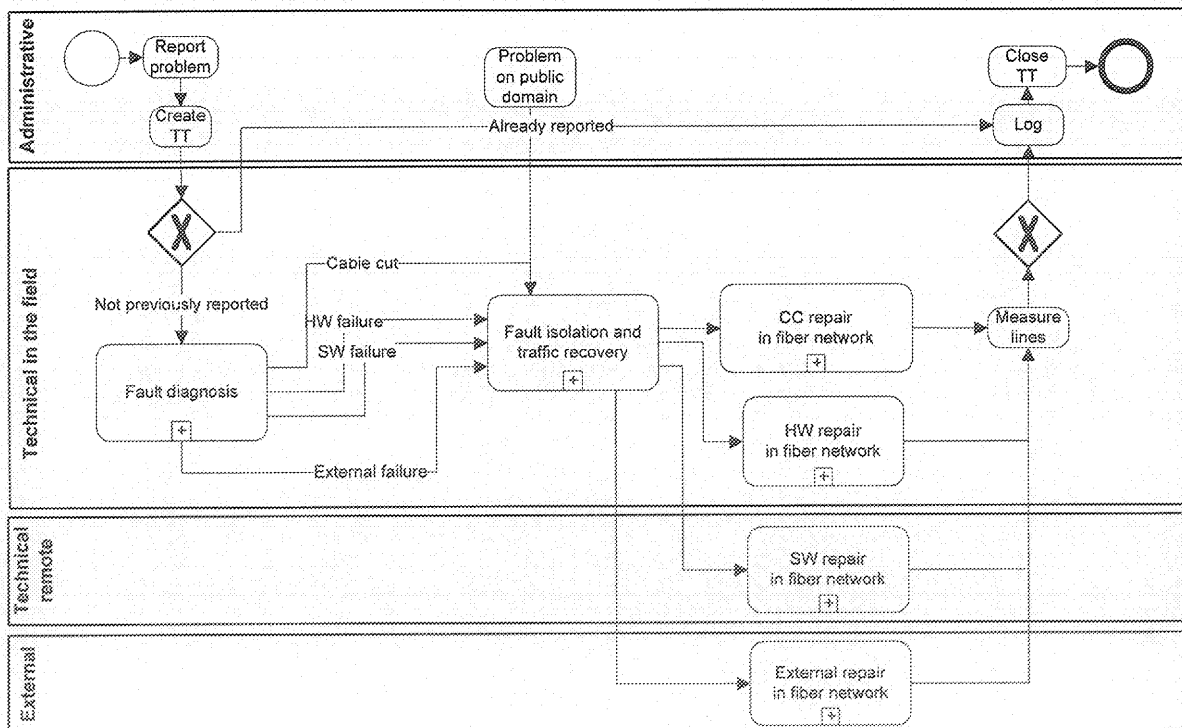 Administrative
Report
problem
Create
TT
Problem
on public
domain
Already reported
Close
TT
Log
Technical in the field
X
Not previously reported
Fault diagnosis
+
Cable cut
HW failure
SW failure
External failure
Fault isolation and
traffic recovery
+
CC repair
in fiber network
+
HW repair
in fiber network
+
X
Measure
lines
Technical
remote
SW repair
in fiber network
+
External
External repair
in fiber network
+